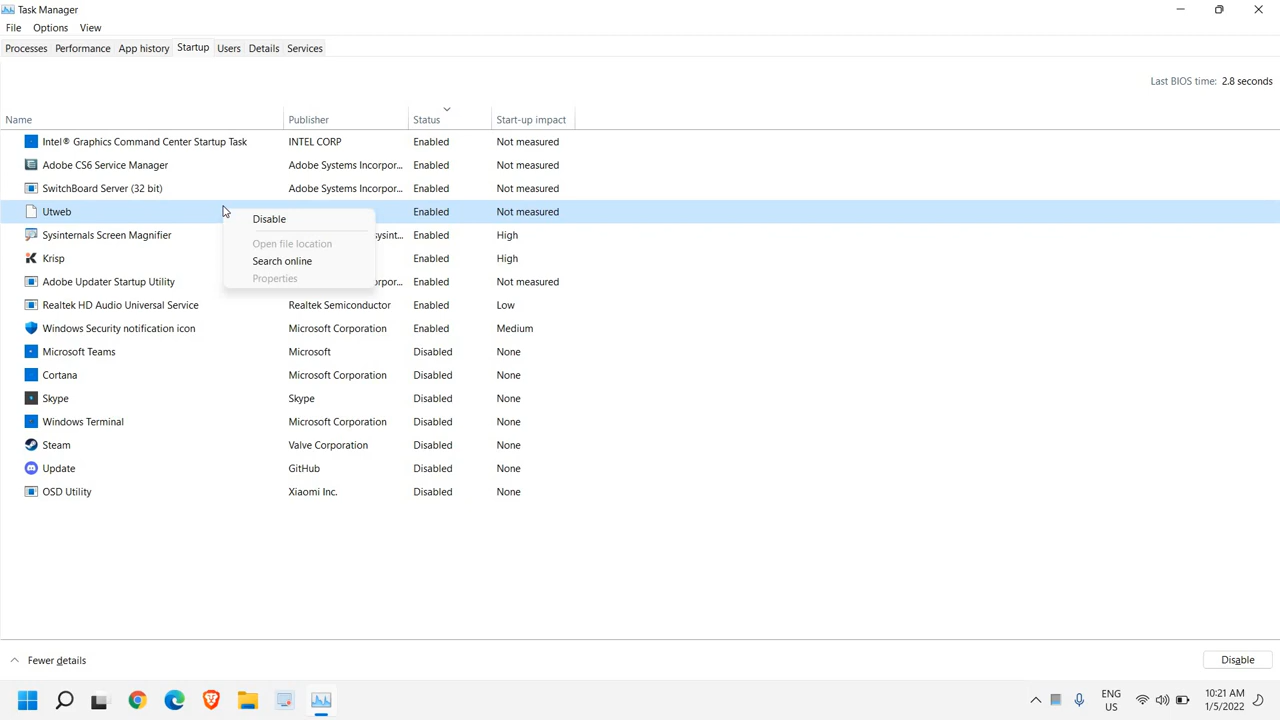 Task Manager
File Options View
Processes Performance App history Startup Users Details Services
Last BIOS time: 2.8 seconds
Name Publisher Status Start-up impact
Intel® Graphics Command Center Startup Task INTEL CORP Enabled Not measured
Adobe CS6 Service Manager Adobe Systems Incorpor... Enabled Not measured
SwitchBoard Server (32 bit) Adobe Systems Incorpor... Enabled Not measured
Utweb Enabled Not measured
Disable
Sysinternals Screen Magnifier sysint... Enabled High
Open file location
Krisp Enabled High
Search online
Properties
Adobe Updater Startup Utility rpor... Enabled Not measured
Realtek HD Audio Universal Service Realtek Semiconductor Enabled Low
Windows Security notification icon Microsoft Corporation Enabled Medium
Microsoft Teams Microsoft Disabled None
Cortana Microsoft Corporation Disabled None
Skype Skype Disabled None
Windows Terminal Microsoft Corporation Disabled None
Steam Valve Corporation Disabled None
Update GitHub Disabled None
OSD Utility Xiaomi Inc. Disabled None
Fewer details Disable
ENG 10:21 AM
US 1/5/2022